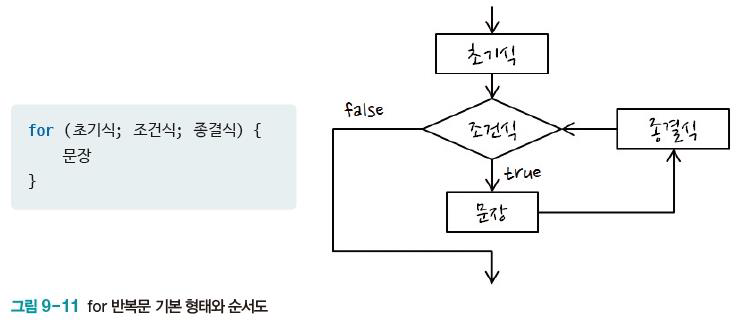 for (초기식; 조건식; 종결식) {
문장
}
초기식
false
조건식
종결식
true
문장
그림 9-11 for 반복문 기본 형태와 순서도